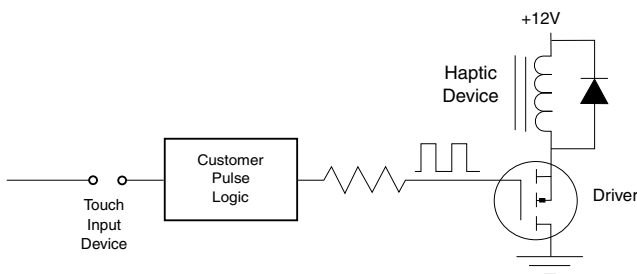 +12V
Haptic
Device
Customer
Pulse
Logic
Touch
Input
Device
Driver